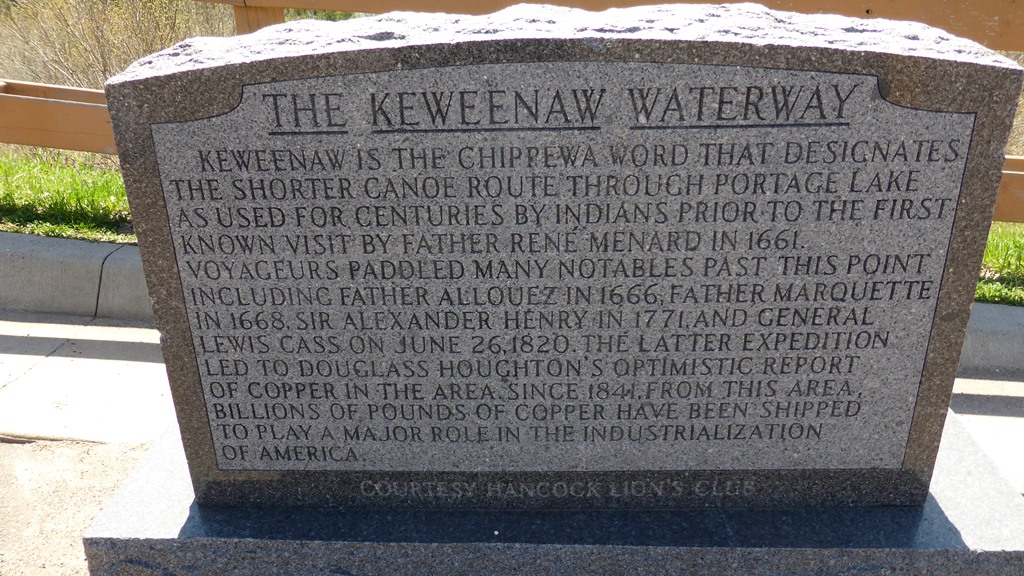 THE KEWEENAW WATERWAY
KEWEENAW IS THE CHIPPEWA WORD THAT DESIGNATES
THE SHORTER CANOE ROUTE THROUGH PORTAGE LAKE
AS USED FOR CENTURIES BY INDIANS PRIOR TO THE FIRST
KNOWN VISIT BY FATHER RENÉ MENARD IN 1661.
VOYAGEURS PADDLED MANY NOTABLES PAST THIS POINT
INCLUDING FATHER ALLOUEZ IN 1666, FATHER MARQUETTE
IN 1668, SIR ALEXANDER HENRY IN 1771, AND GENERAL
LEWIS CASS ON JUNE 26, 1820. THE LATTER EXPEDITION
LED TO DOUGLASS HOUGHTON'S OPTIMISTIC REPORT
OF COPPER IN THE AREA. SINCE 1841, FROM THIS AREA,
BILLIONS OF POUNDS OF COPPER HAVE BEEN SHIPPED
TO PLAY A MAJOR ROLE IN THE INDUSTRIALIZATION
OF AMERICA.
COURTESY HANCOCK LION'S CLUB